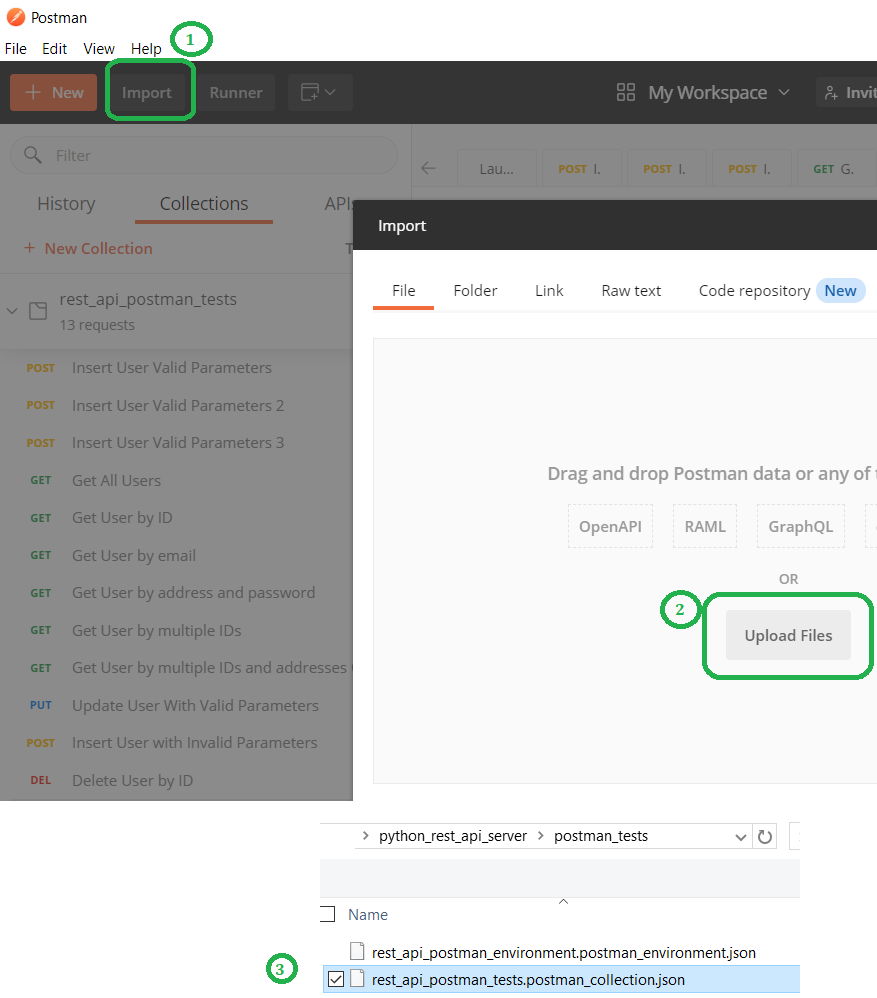 Postman
File Edit View Help
1
+ New Import Runner My Workspace Invit
Filter
Lau... POST I. POST I. POST I. GET G.
History Collections APIs
+ New Collection T
Import
File Folder Link Raw text Code repository New
rest_api_postman_tests
13 requests
POST Insert User Valid Parameters
POST Insert User Valid Parameters 2
POST Insert User Valid Parameters 3
GET Get All Users
GET Get User by ID
GET Get User by email
GET Get User by address and password
GET Get User by multiple IDs
GET Get User by multiple IDs and addresses
PUT Update User With Valid Parameters
POST Insert User with Invalid Parameters
DEL Delete User by ID
Drag and drop Postman data or any of
OpenAPI RAML GraphQL
OR
2
Upload Files
> python_rest_api_server > postman_tests
Name
rest_api_postman_environment.postman_environment.json
3
rest_api_postman_tests.postman_collection.json